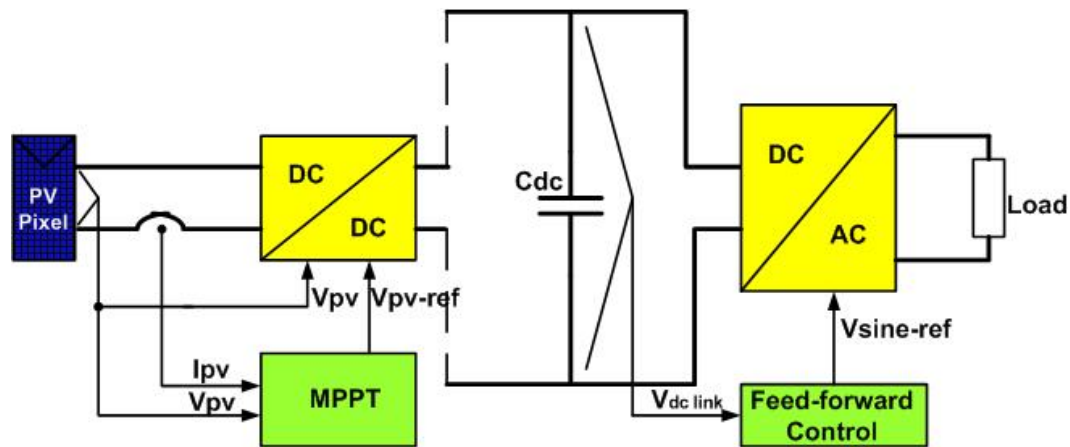 PV
Pixel
DC
DC
Vpv
Vpv-ref
Ipv
Vpv
MPPT
Cdc
DC
AC
Load
Vsine-ref
Vdc link
Feed-forward
Control